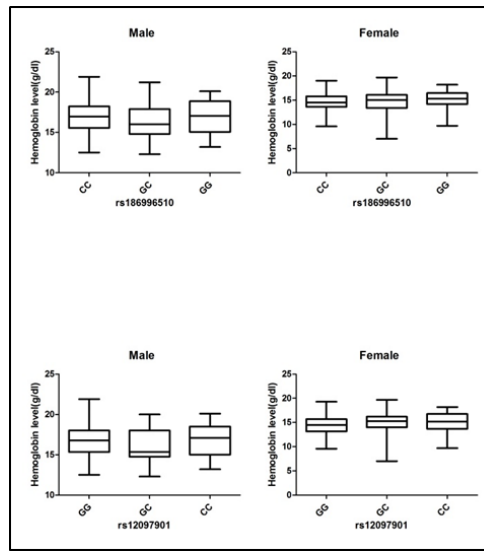 Male
Hemoglobin level(g/dl)
25
20
15
10
CC
GC
GG
rs186996510
Female
Hemoglobin level(g/dl)
25
20
15
10
5
0
CC
GC
GG
rs186996510
Male
Hemoglobin level(g/dl)
25
20
15
10
GG
GC
CC
rs12097901
Female
Hemoglobin level(g/dl)
25
20
15
10
5
0
GG
GC
CC
rs12097901